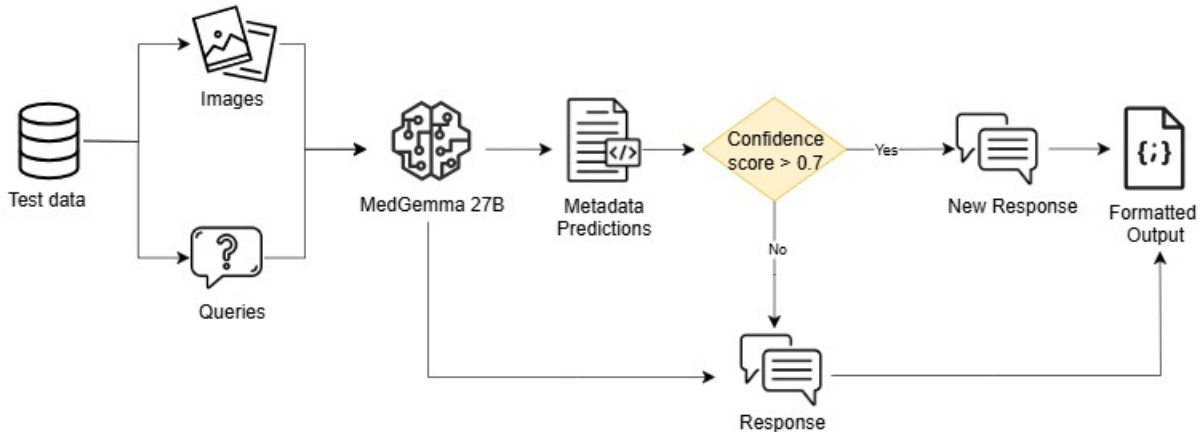 Images
Test data
Queries
MedGemma 27B
Metadata
Predictions
</>
Confidence
score > 0.7
Yes
No
New Response
Response
{;}
Formatted
Output
?